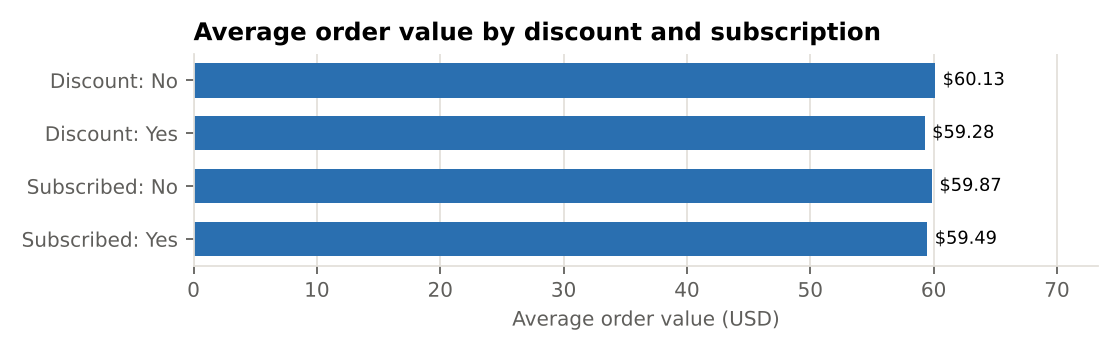 Average order value by discount and subscription
Discount: No $60.13
Discount: Yes $59.28
Subscribed: No $59.87
Subscribed: Yes $59.49
0 10 20 30 40 50 60 70
Average order value (USD)